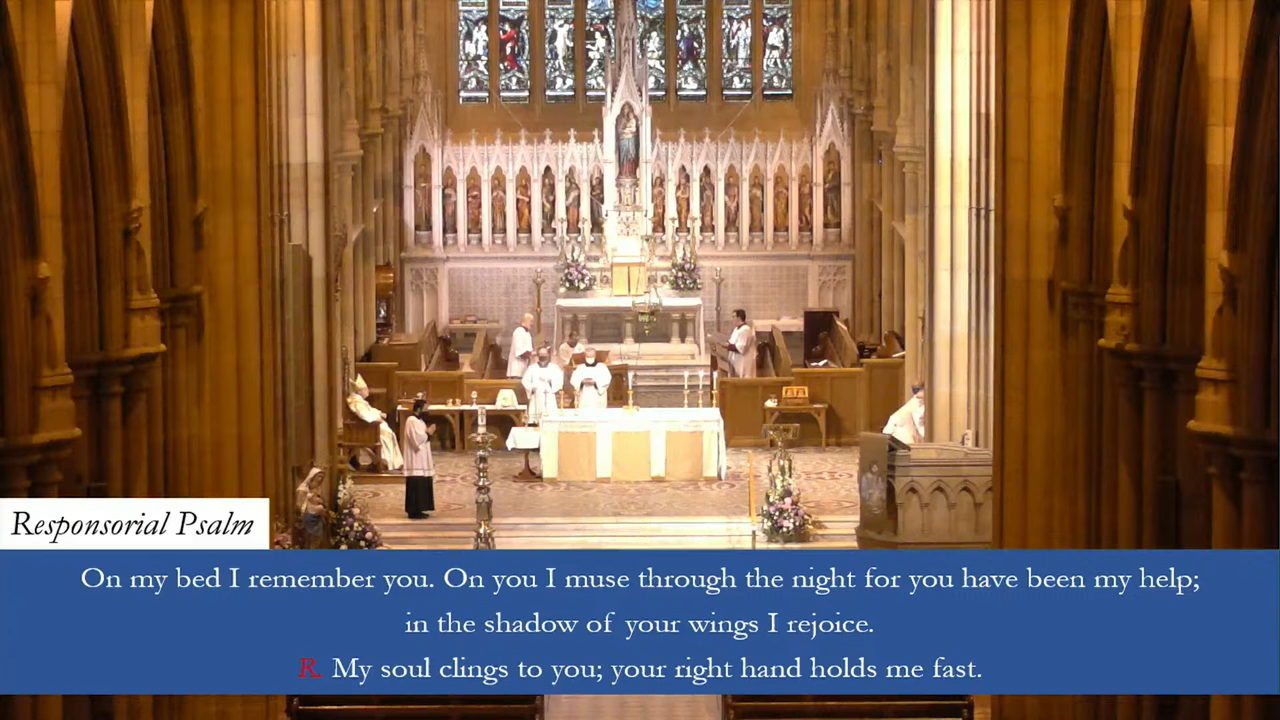 Responsorial Psalm
On my bed I remember you. On you I muse through the night for you have been my help;
in the shadow of your wings I rejoice.
R. My soul clings to you; your right hand holds me fast.